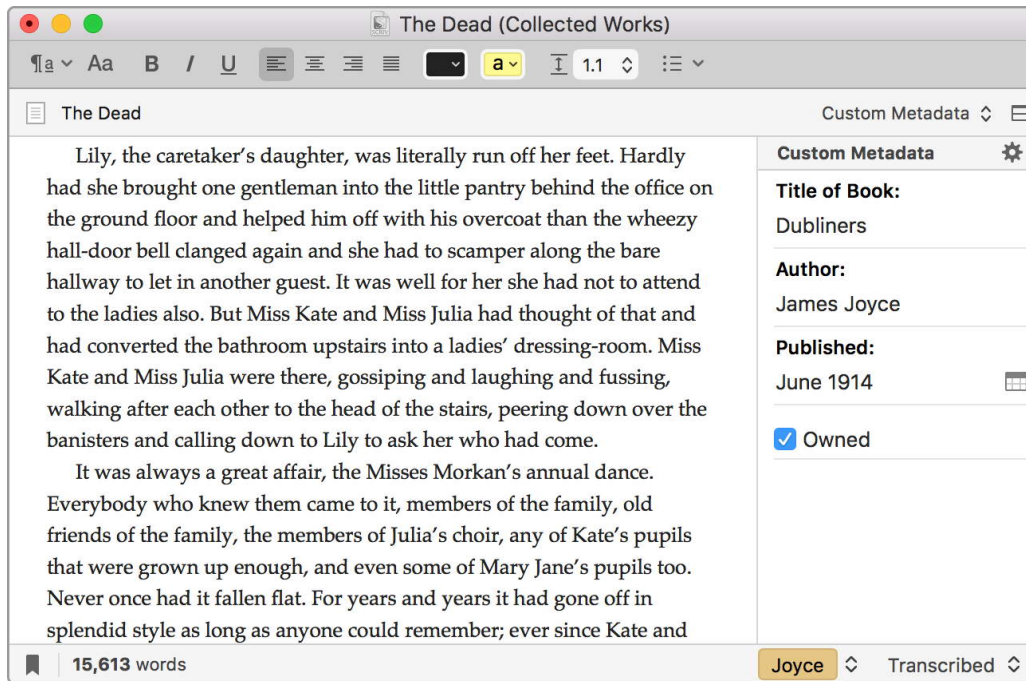 The Dead (Collected Works)
¶a Aa B I U a 1.1
The Dead
Custom Metadata
Lily, the caretaker’s daughter, was literally run off her feet. Hardly
had she brought one gentleman into the little pantry behind the office on
the ground floor and helped him off with his overcoat than the wheezy
hall-door bell clanged again and she had to scamper along the bare
hallway to let in another guest. It was well for her she had not to attend
to the ladies also. But Miss Kate and Miss Julia had thought of that and
had converted the bathroom upstairs into a ladies’ dressing-room. Miss
Kate and Miss Julia were there, gossiping and laughing and fussing,
walking after each other to the head of the stairs, peering down over the
banisters and calling down to Lily to ask her who had come.
It was always a great affair, the Misses Morkan’s annual dance.
Everybody who knew them came to it, members of the family, old
friends of the family, the members of Julia’s choir, any of Kate’s pupils
that were grown up enough, and even some of Mary Jane’s pupils too.
Never once had it fallen flat. For years and years it had gone off in
splendid style as long as anyone could remember; ever since Kate and
Custom Metadata
Title of Book:
Dubliners
Author:
James Joyce
Published:
June 1914
Owned
15,613 words
Joyce
Transcribed